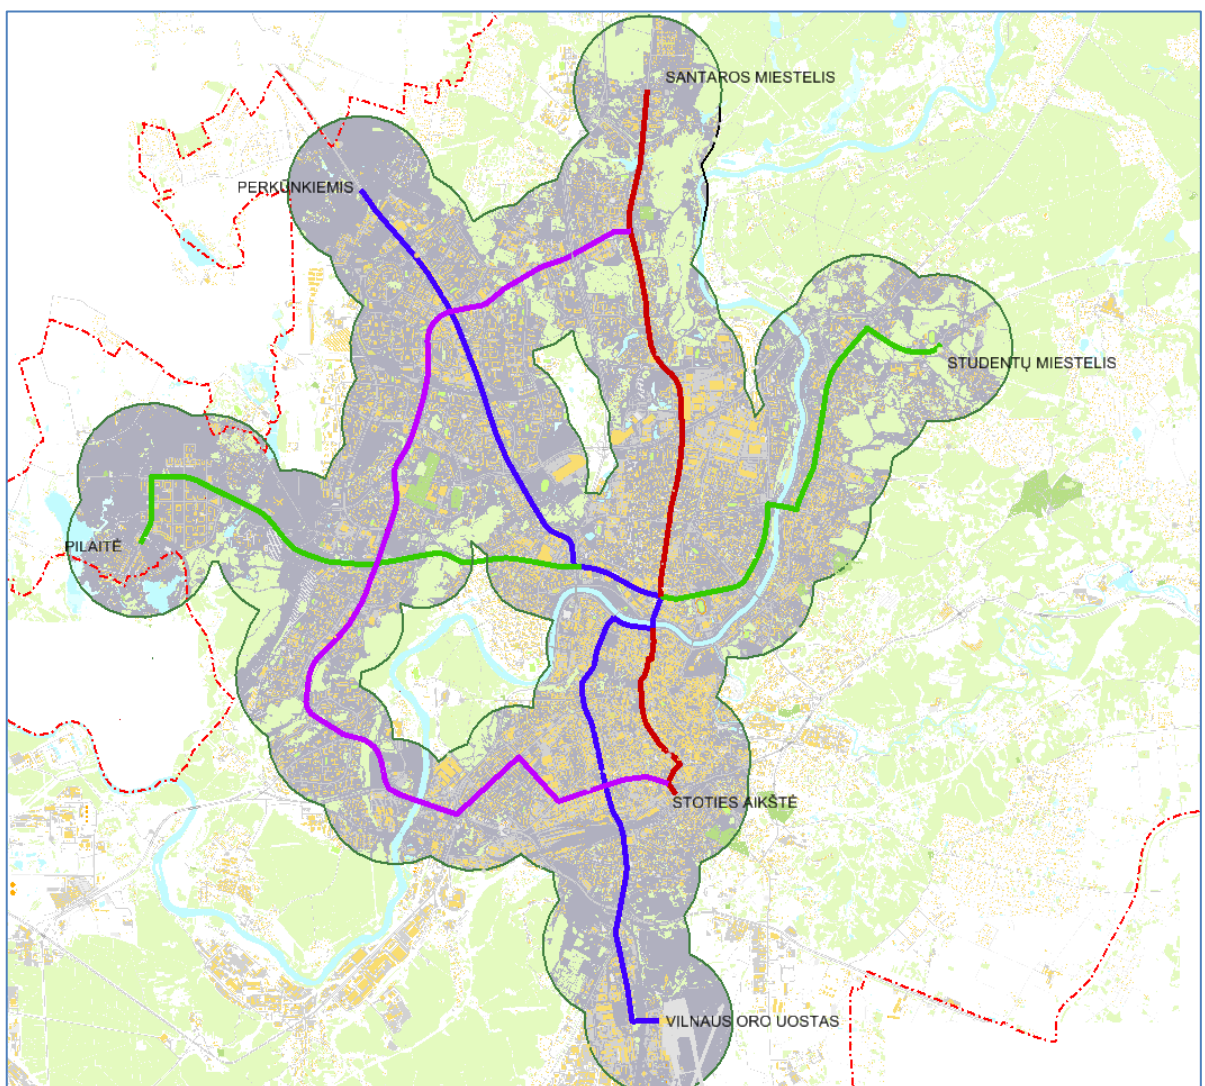 SANTAROS MIESTELIS
PERKŪNKIEMIS
STUDENTŲ MIESTELIS
PILAITĖ
STOTIES AIKŠTĖ
VILNAUS ORO UOSTAS